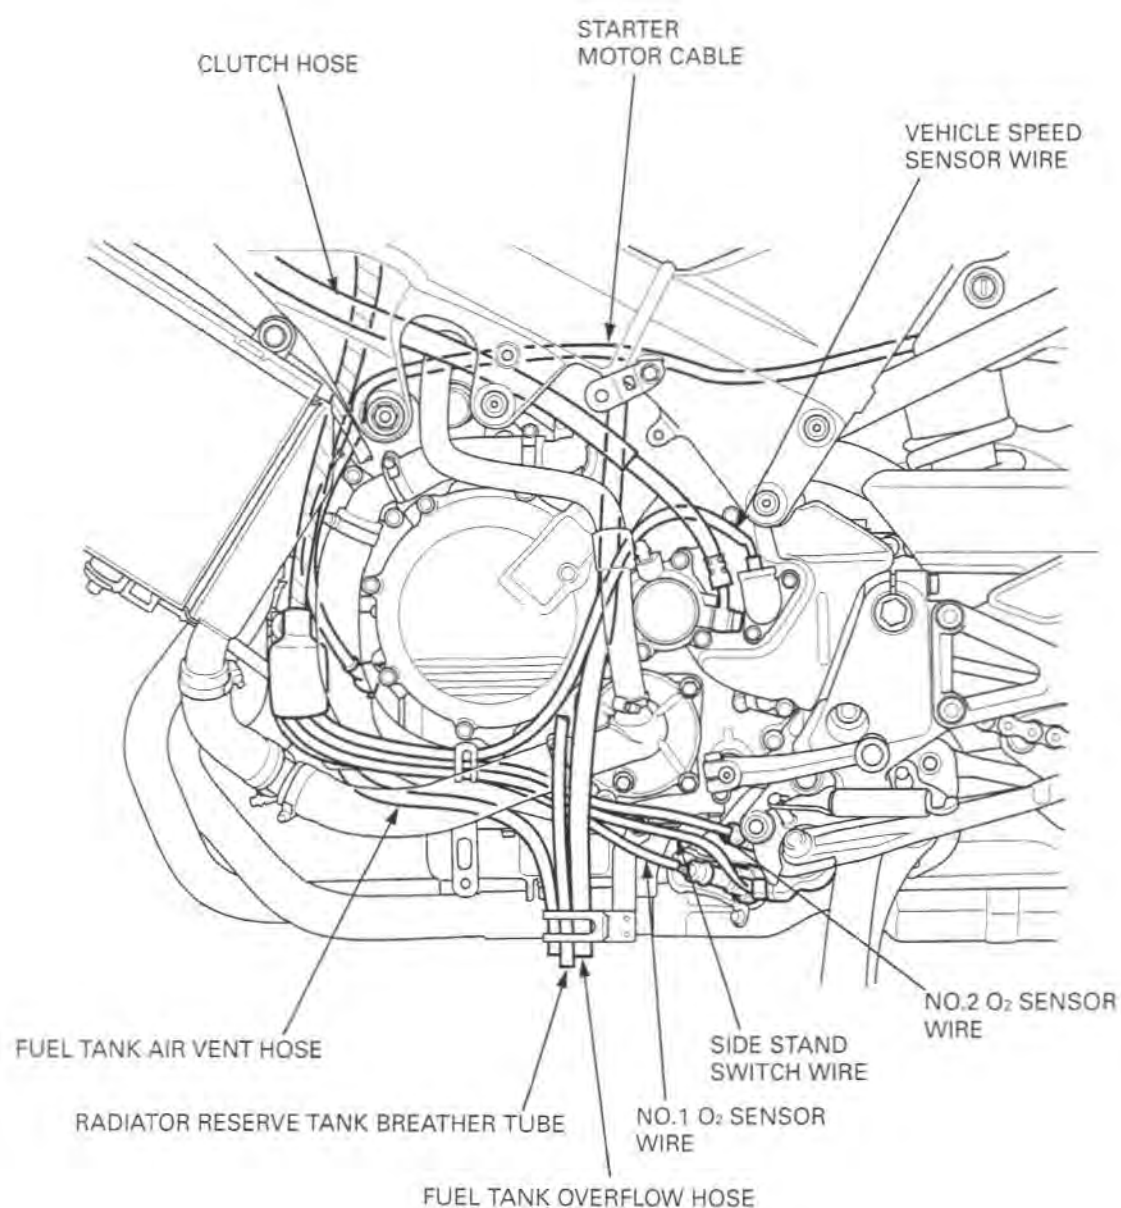 STARTER
MOTOR CABLE
CLUTCH HOSE
VEHICLE SPEED
SENSOR WIRE
NO.2 O₂ SENSOR
WIRE
FUEL TANK AIR VENT HOSE
SIDE STAND
SWITCH WIRE
RADIATOR RESERVE TANK BREATHER TUBE
NO.1 O₂ SENSOR
WIRE
FUEL TANK OVERFLOW HOSE